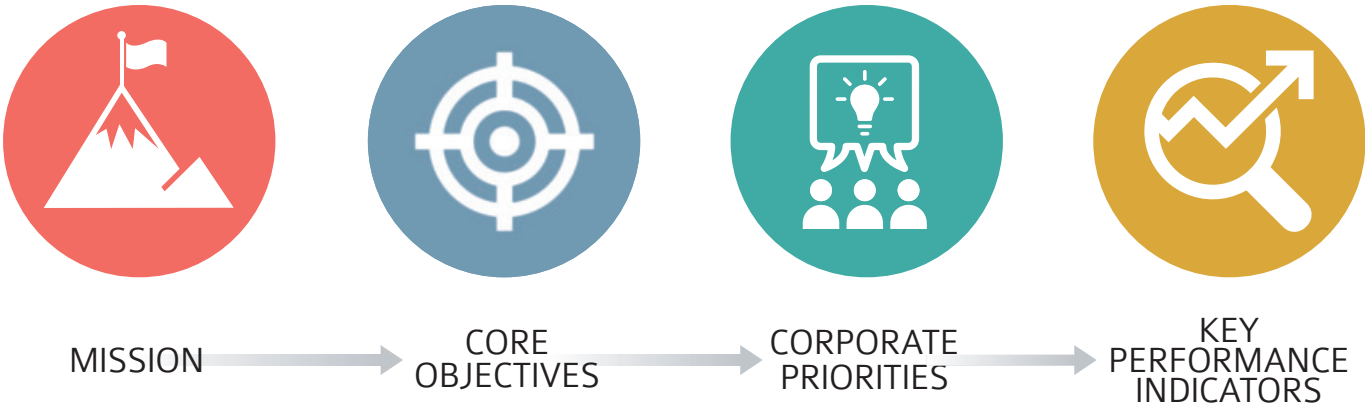 MISSION
CORE
OBJECTIVES
CORPORATE
PRIORITIES
KEY
PERFORMANCE
INDICATORS